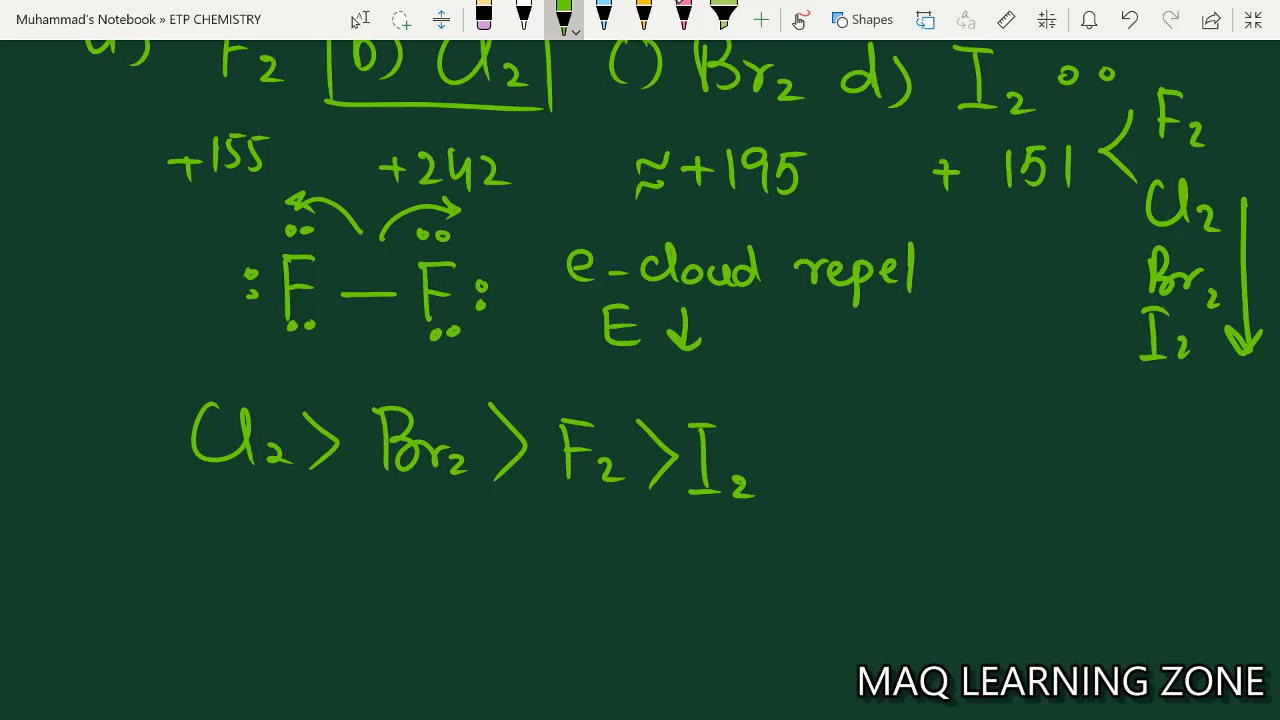 Muhammad's Notebook » ETP CHEMISTRY
Shapes
a) F2 b) Cl2 c) Br2 d) I2
+155 +242 ≈+195 + 151
F2
Cl2
Br2
I2
:F — F: e-cloud repel
E ↓
Cl2 > Br2 > F2 > I2
MAQ LEARNING ZONE